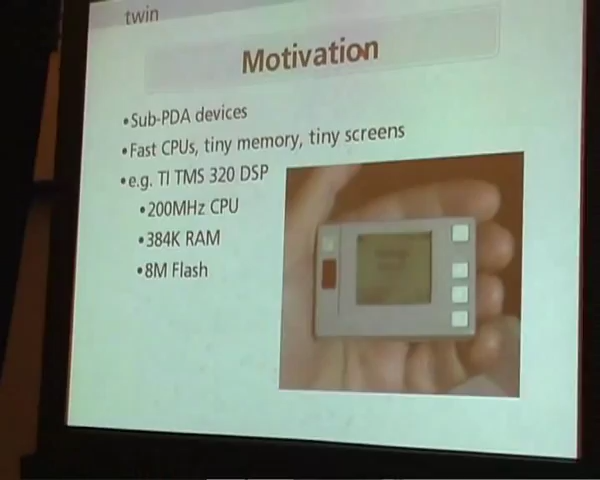 twin
Motivation
•Sub-PDA devices
•Fast CPUs, tiny memory, tiny screens
•e.g. TI TMS 320 DSP
•200MHz CPU
•384K RAM
•8M Flash